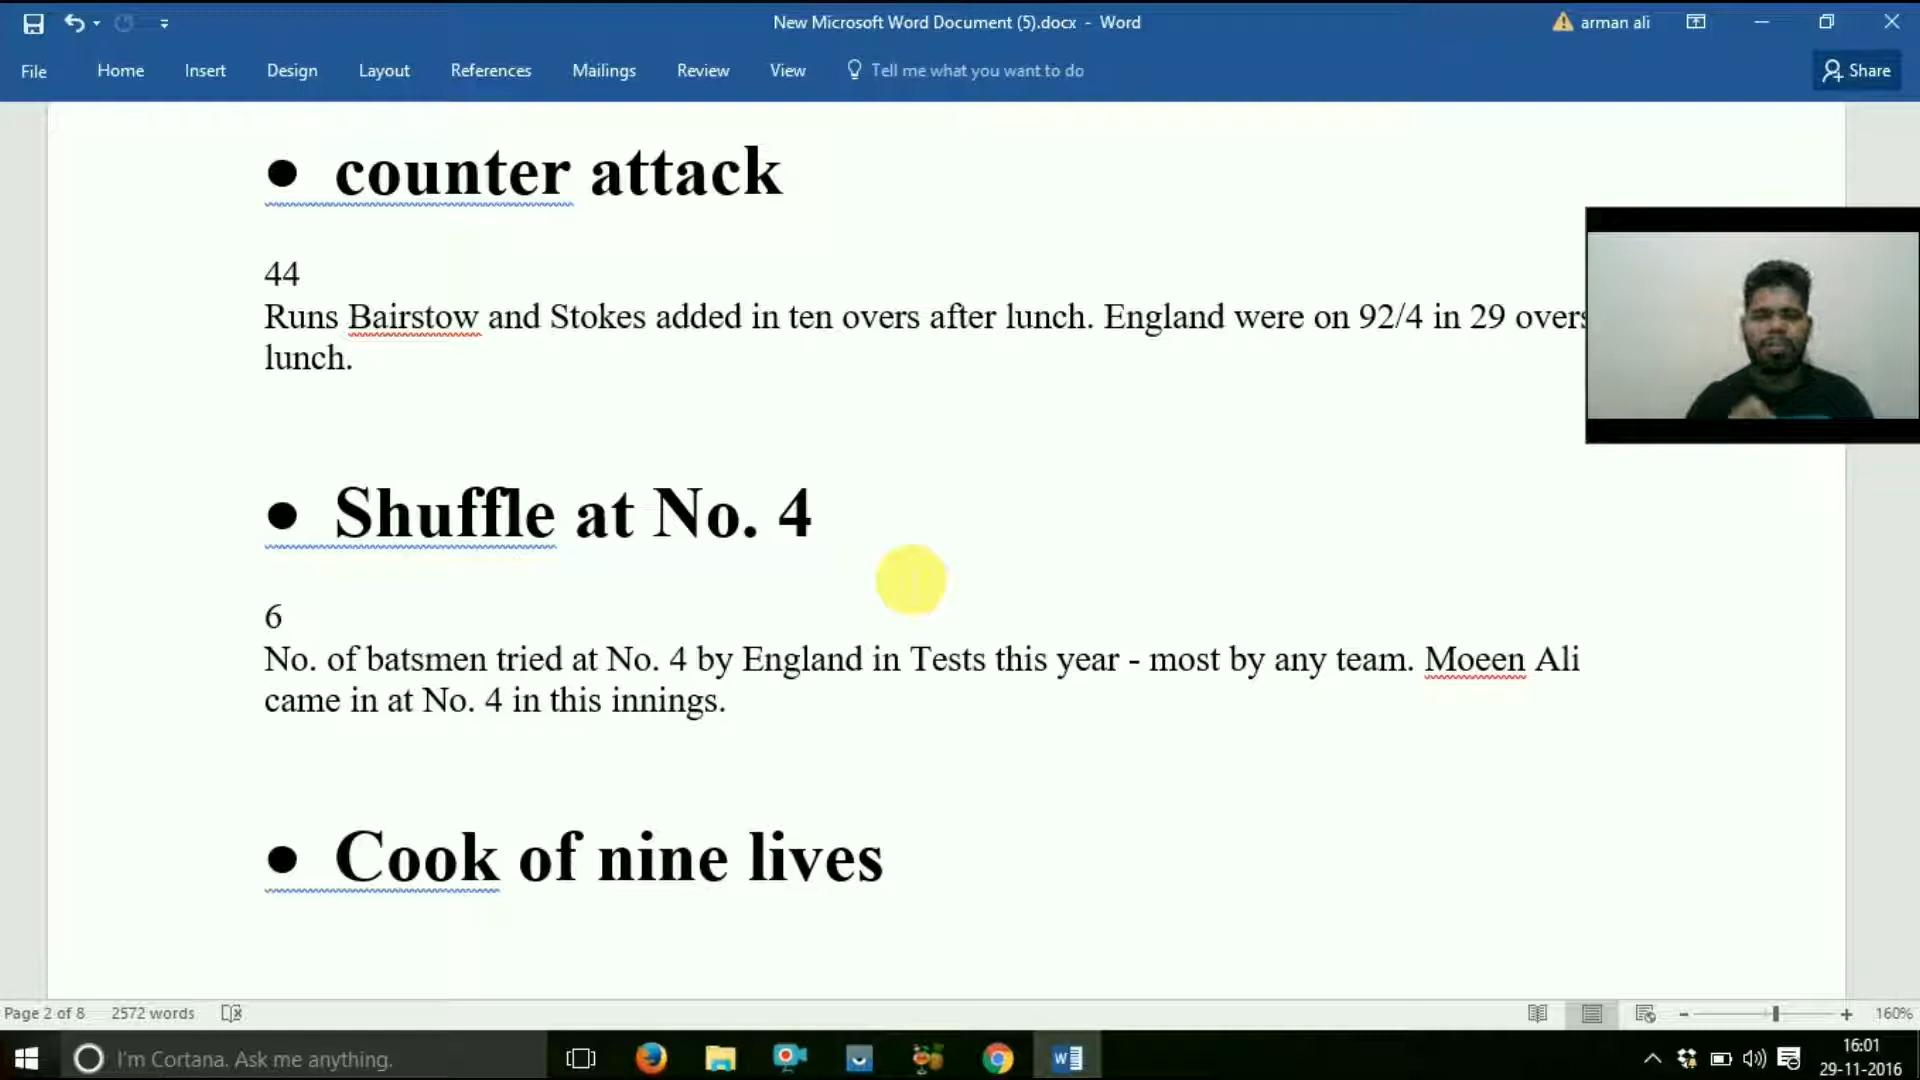 New Microsoft Word Document (5).docx - Word
arman ali
File Home Insert Design Layout References Mailings Review View Tell me what you want to do Share
● counter attack
44
Runs Bairstow and Stokes added in ten overs after lunch. England were on 92/4 in 29 overs
lunch.
● Shuffle at No. 4
6
No. of batsmen tried at No. 4 by England in Tests this year - most by any team. Moeen Ali
came in at No. 4 in this innings.
● Cook of nine lives
Page 2 of 8 2572 words 160%
I'm Cortana. Ask me anything.
16:01
29-11-2016